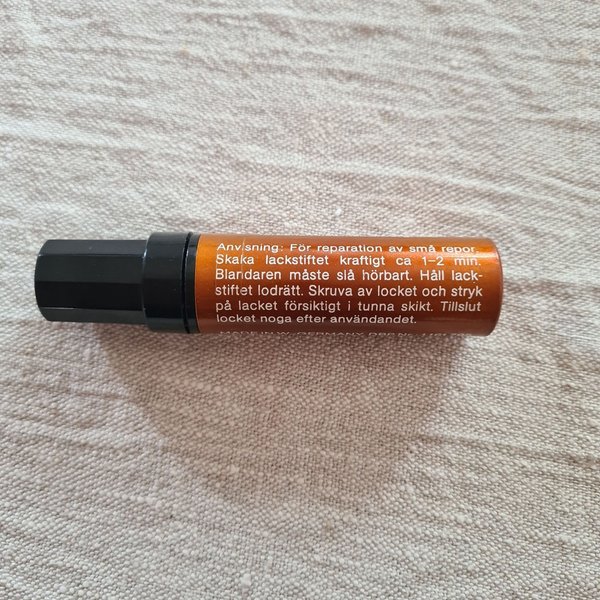 Anvisning: För reparation av små repor.
Skaka lackstiftet kraftigt ca 1–2 min.
Blandaren måste slå hörbart. Håll lack-
stiftet lodrätt. Skruva av locket och stryk
på lacket försiktigt i tunna skikt. Tillslut
locket noga efter användandet.